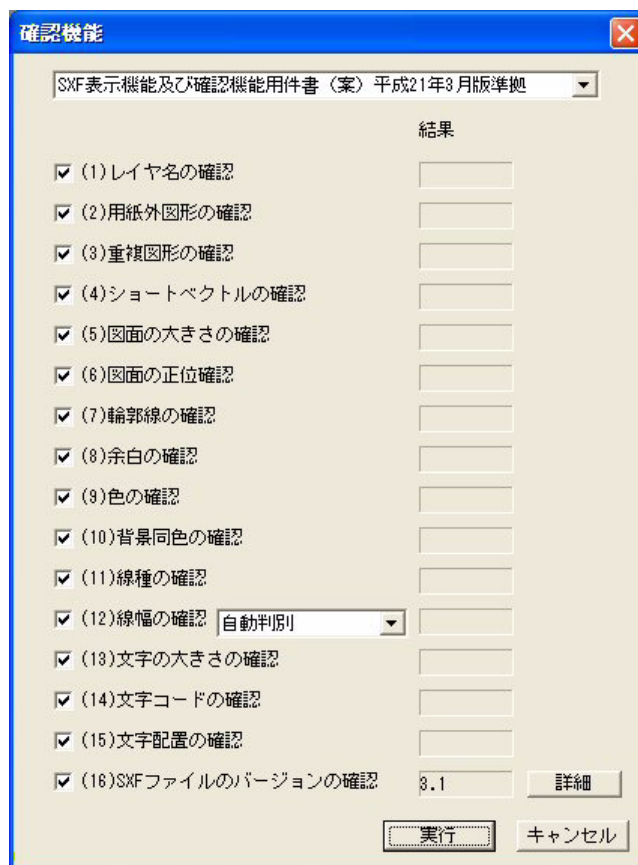 確認機能
SXF表示機能及び確認機能用件書（案）平成21年3月版準拠
結果
(1)レイヤ名の確認
(2)用紙外図形の確認
(3)重複図形の確認
(4)ショートベクトルの確認
(5)図面の大きさの確認
(6)図面の正位確認
(7)輪郭線の確認
(8)余白の確認
(9)色の確認
(10)背景同色の確認
(11)線種の確認
(12)線幅の確認 自動判別
(13)文字の大きさの確認
(14)文字コードの確認
(15)文字配置の確認
(16)SXFファイルのバージョンの確認 3.1 詳細
実行 キャンセル